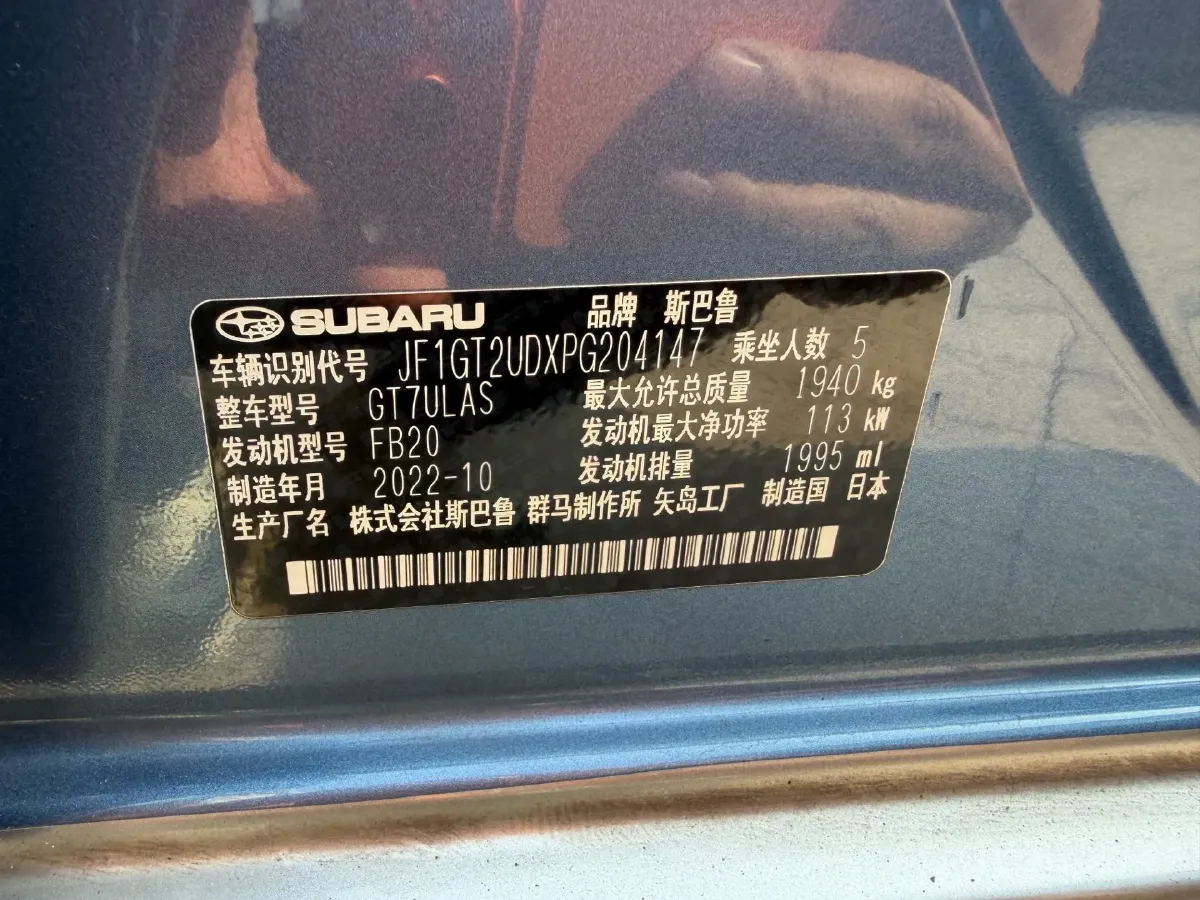 SUBARU 品牌 斯巴鲁
车辆识别代号 JF1GT2UDXPG204147 乘坐人数 5
整车型号 GT7ULAS 最大允许总质量 1940 kg
发动机型号 FB20 发动机最大净功率 113 kW
制造年月 2022-10 发动机排量 1995 ml
生产厂名 株式会社斯巴鲁 群马制作所 矢岛工厂 制造国 日本